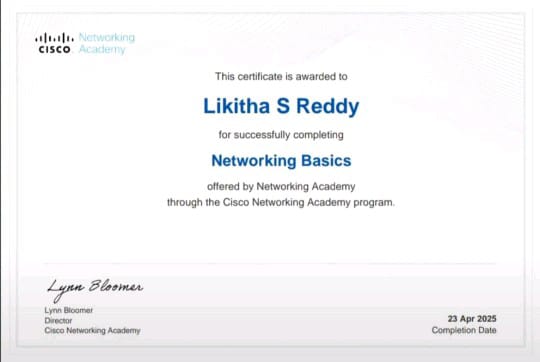 CISCO Networking Academy
This certificate is awarded to
Likitha S Reddy
for successfully completing
Networking Basics
offered by Networking Academy
through the Cisco Networking Academy program.
Lynn Bloomer
Lynn Bloomer
Director
Cisco Networking Academy
23 Apr 2025
Completion Date